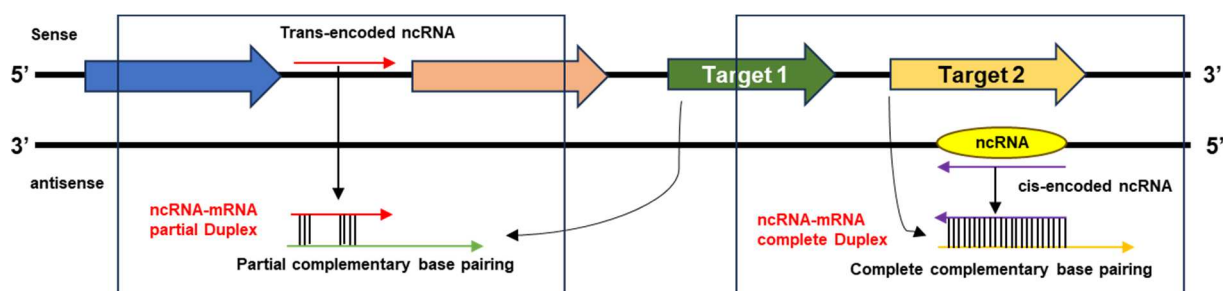 Sense
Trans-encoded ncRNA
5’
Target 1
Target 2
3’
3’
ncRNA
5’
antisense
cis-encoded ncRNA
ncRNA-mRNA
partial Duplex
ncRNA-mRNA
complete Duplex
Partial complementary base pairing
Complete complementary base pairing